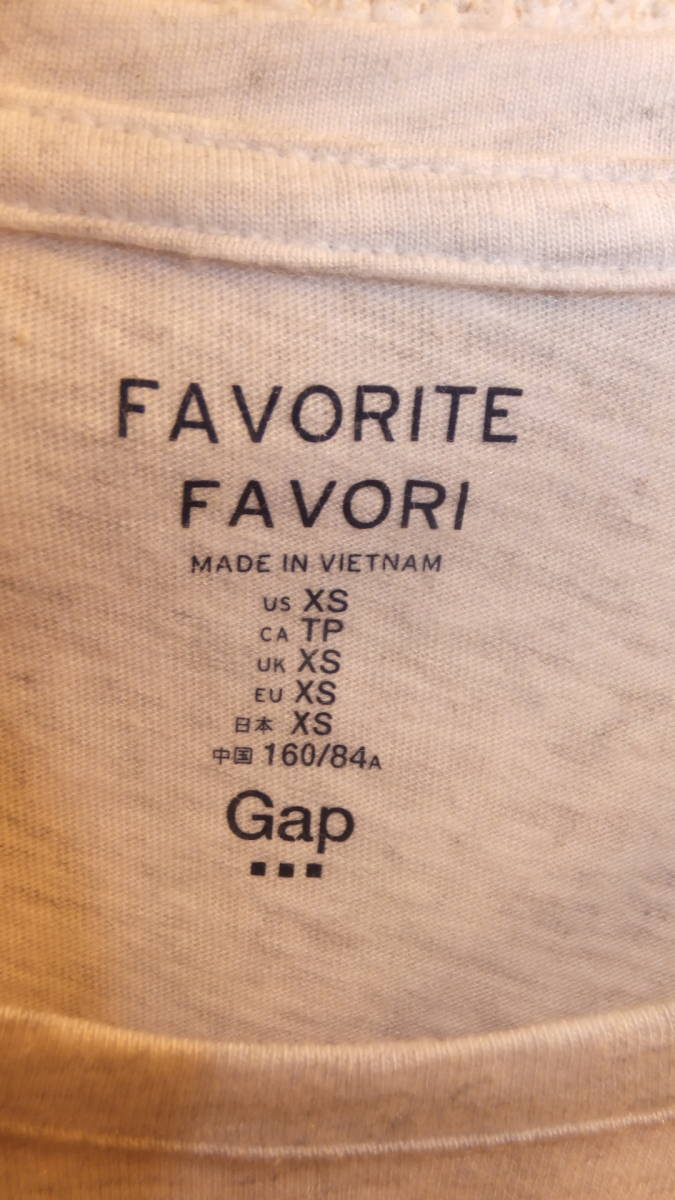 FAVORITE
FAVORI
MADE IN VIETNAM
US XS
CA TP
UK XS
EU XS
日本 XS
中国 160/84A
Gap